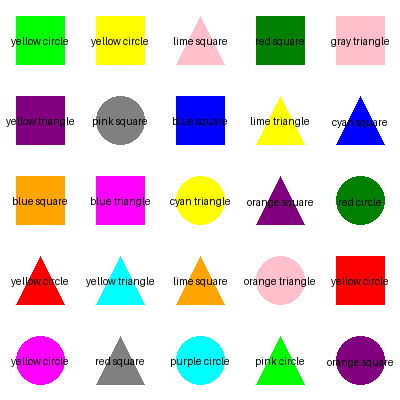 yellow circle
yellow circle
lime square
red square
gray triangle
yellow triangle
pink square
blue square
lime triangle
cyan square
blue square
blue triangle
cyan triangle
orange square
red circle
yellow circle
yellow triangle
lime square
orange triangle
yellow circle
yellow circle
red square
purple circle
pink circle
orange square